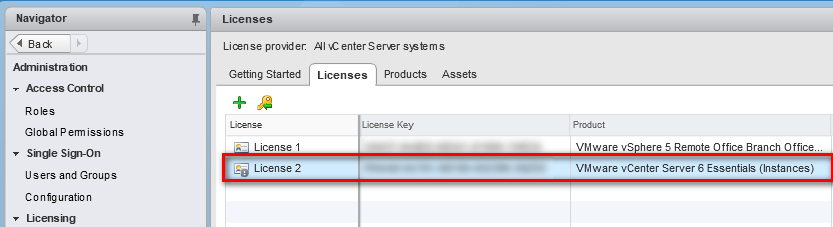 Navigator
Back
Administration
Access Control
Roles
Global Permissions
Single Sign-On
Users and Groups
Configuration
Licensing
Licenses
License provider: All vCenter Server systems
Getting Started Licenses Products Assets
License License Key Product
License 1 VMware vSphere 5 Remote Office Branch Office...
License 2 VMware vCenter Server 6 Essentials (Instances)